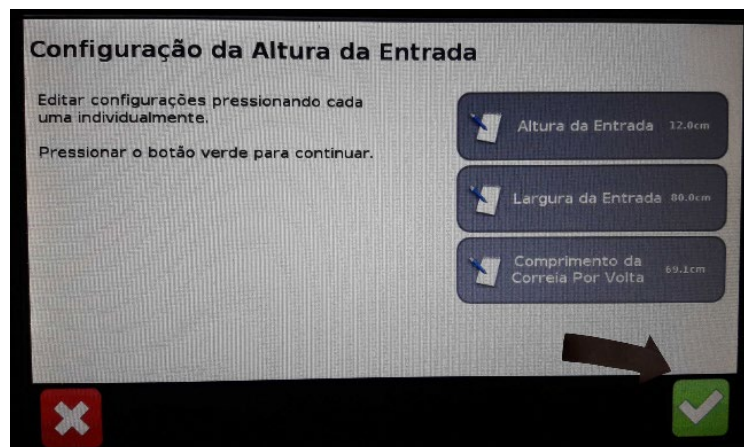 Configuração da Altura da Entrada
Editar configurações pressionando cada
uma individualmente.
Pressionar o botão verde para continuar.
Altura da Entrada 12.0cm
Largura da Entrada 80.0cm
Comprimento da
Correia Por Volta 69.1cm